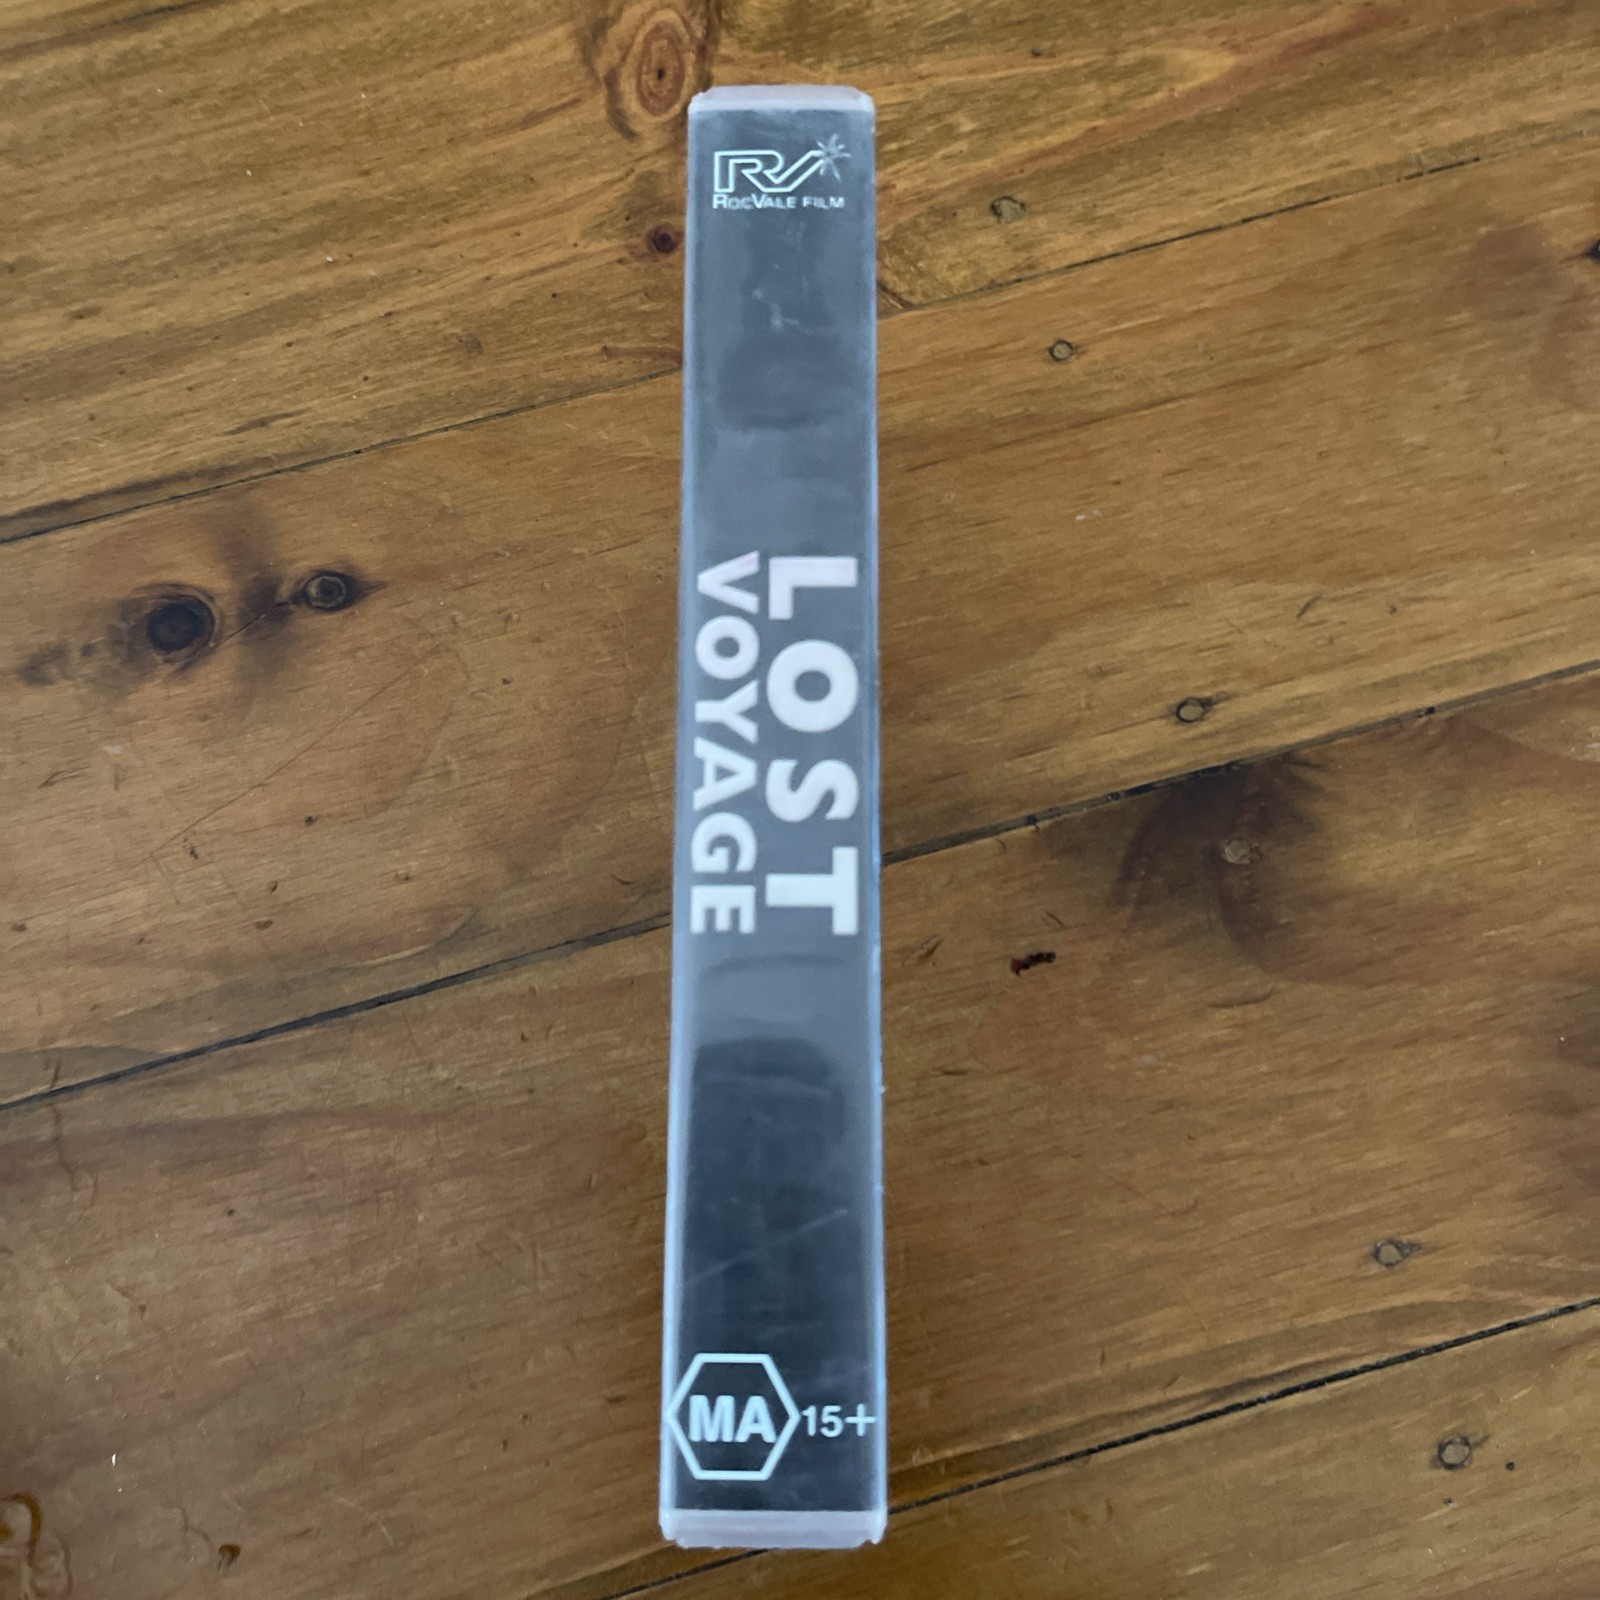 RV
ROCVALE FILM
LOST
VOYAGE
MA 15+